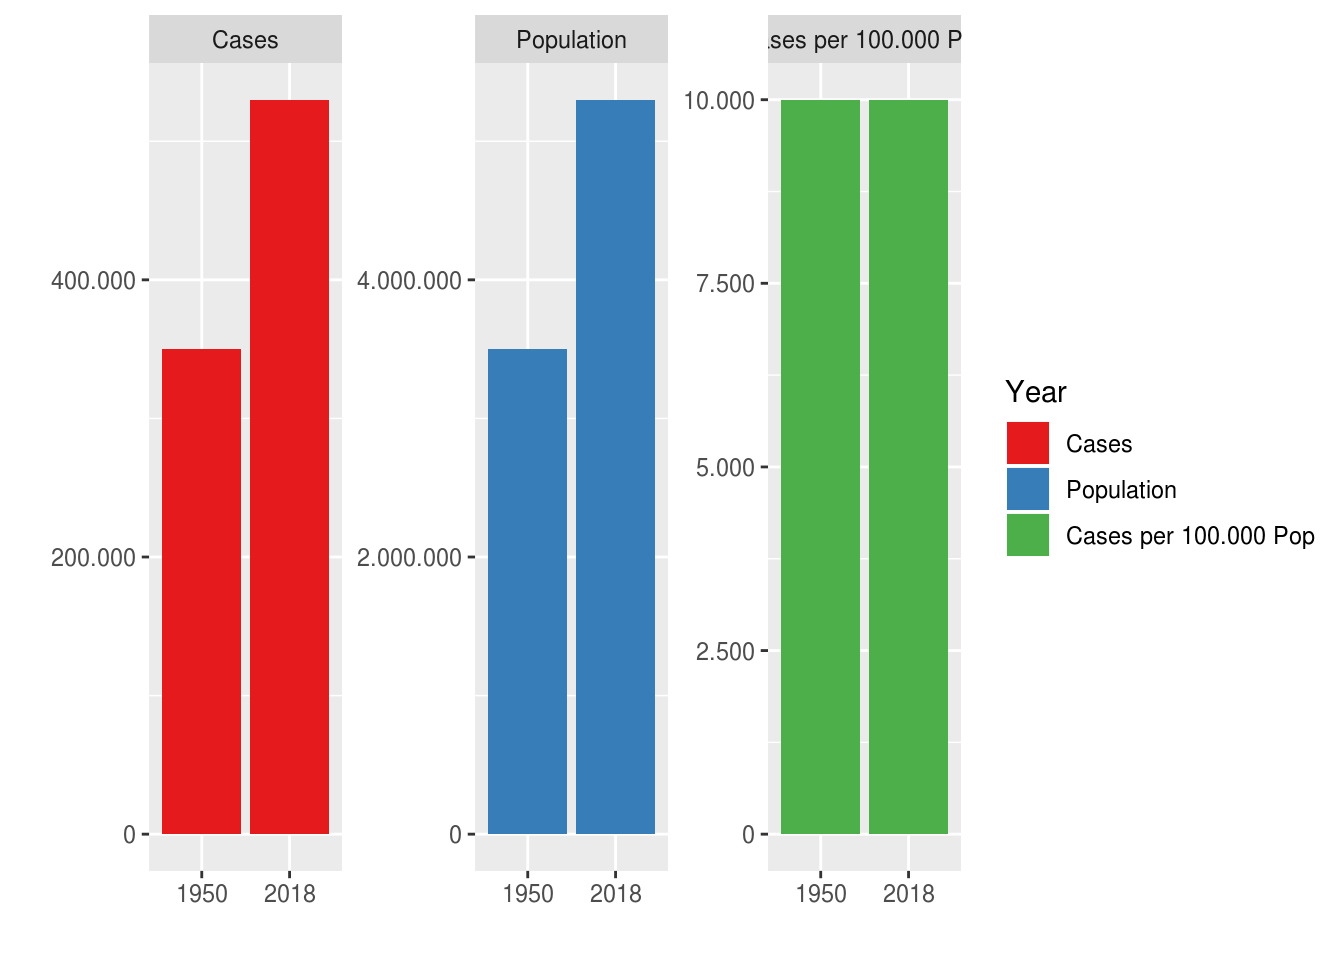 Cases
Population
ses per 100.000 P
400.000
200.000
0
4.000.000
2.000.000
0
10.000
7.500
5.000
2.500
0
1950 2018
1950 2018
1950 2018
Year
Cases
Population
Cases per 100.000 Pop